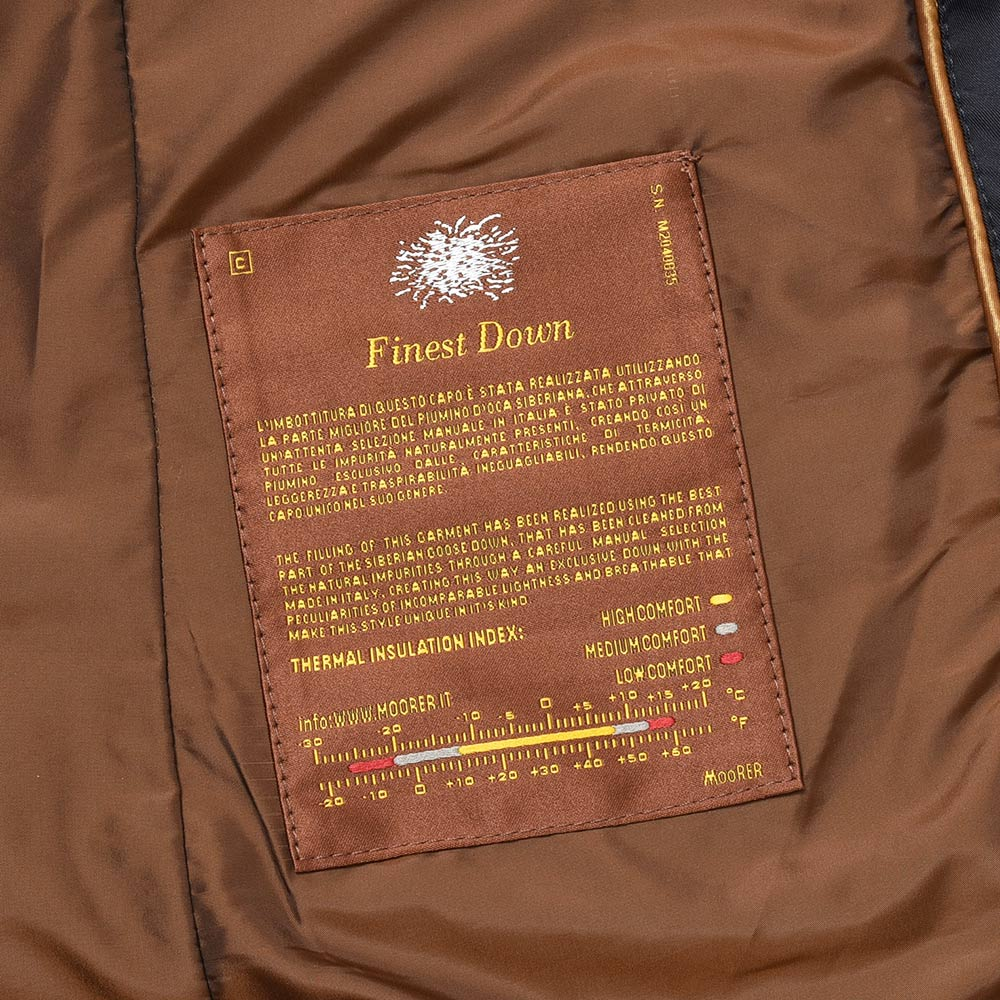 C
S.N. M2040635
Finest Down
L'IMBOTTITURA DI QUESTO CAPO È STATA REALIZZATA UTILIZZANDO
LA PARTE MIGLIORE DEL PIUMINO D'OCA SIBERIANA, CHE ATTRAVERSO
UN'ATTENTA SELEZIONE MANUALE IN ITALIA È STATO PRIVATO DI
TUTTE LE IMPURITÀ NATURALMENTE PRESENTI, CREANDO COSÌ UN
PIUMINO ESCLUSIVO DALLE CARATTERISTICHE DI TERMICITÀ,
LEGGEREZZA E TRASPIRABILITÀ INEGUAGLIABILI, RENDENDO QUESTO
CAPO UNICO NEL SUO GENERE.
THE FILLING OF THIS GARMENT HAS BEEN REALIZED USING THE BEST
PART OF THE SIBERIAN GOOSE DOWN, THAT HAS BEEN CLEANED FROM
THE NATURAL IMPURITIES THROUGH A CAREFUL MANUAL SELECTION
MADE IN ITALY, CREATING THIS WAY AN EXCLUSIVE DOWN WITH THE
PECULIARITIES OF INCOMPARABLE LIGHTNESS AND BREATHABLE THAT
MAKE THIS STYLE UNIQUE IN IT'S KIND.
HIGH COMFORT
THERMAL INSULATION INDEX:
MEDIUM COMFORT
LOW COMFORT
info: WWW.MOORER.IT
-30 -20 -10 -5 0 +5 +10 +15 +20 °C
°F
-20 -10 0 +10 +20 +30 +40 +50 +60
MOORER